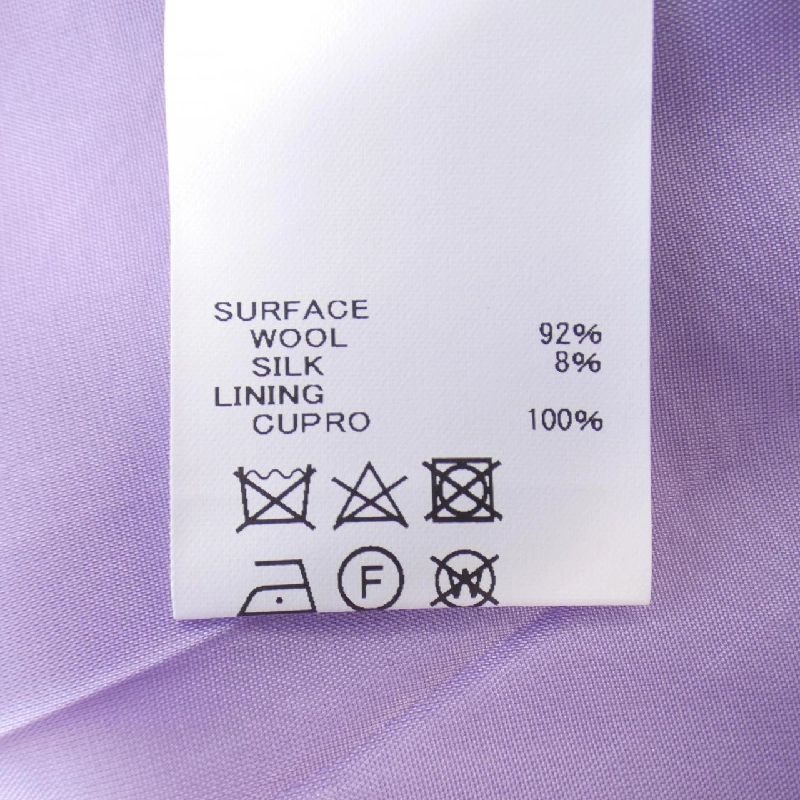 SURFACE
WOOL 92%
SILK 8%
LINING
CUPRO 100%
F W